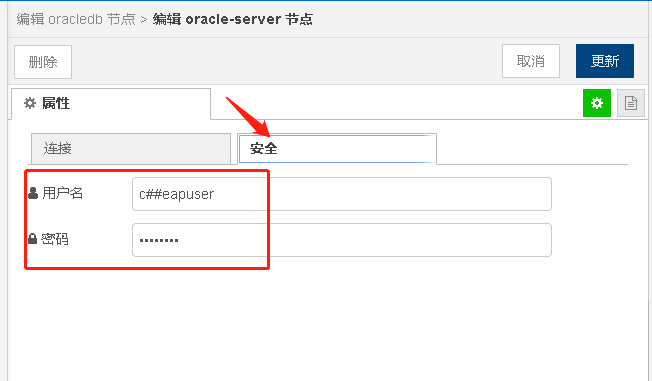 编辑 oracledb 节点 > 编辑 oracle-server 节点
删除 取消 更新
属性
连接 安全
用户名 c##eapuser
密码 ••••••••